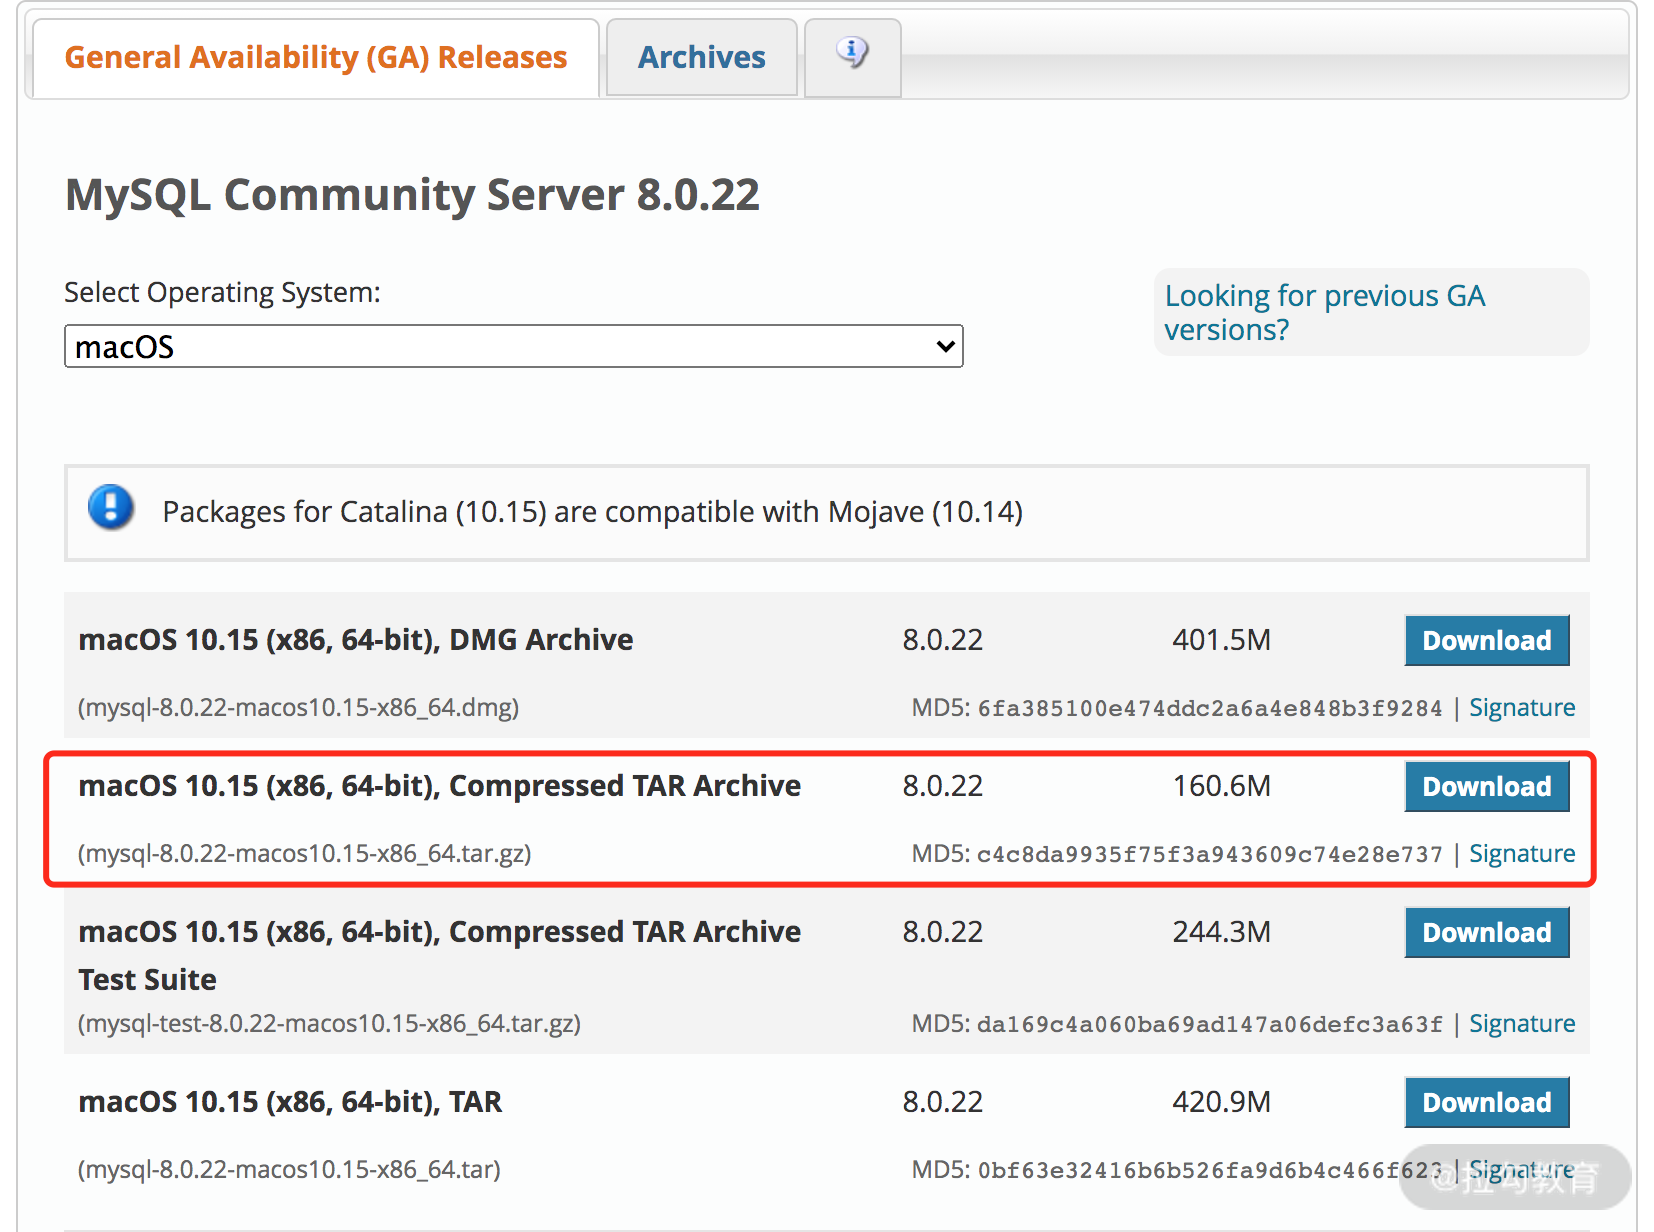 General Availability (GA) Releases
Archives
MySQL Community Server 8.0.22
Select Operating System:
macOS
Looking for previous GA
versions?
Packages for Catalina (10.15) are compatible with Mojave (10.14)
macOS 10.15 (x86, 64-bit), DMG Archive 8.0.22 401.5M Download
(mysql-8.0.22-macos10.15-x86_64.dmg) MD5: 6fa385100e474ddc2a6a4e848b3f9284 | Signature
macOS 10.15 (x86, 64-bit), Compressed TAR Archive 8.0.22 160.6M Download
(mysql-8.0.22-macos10.15-x86_64.tar.gz) MD5: c4c8da9935f75f3a943609c74e28e737 | Signature
macOS 10.15 (x86, 64-bit), Compressed TAR Archive 8.0.22 244.3M Download
Test Suite
(mysql-test-8.0.22-macos10.15-x86_64.tar.gz) MD5: da169c4a060ba69ad147a06defc3a63f | Signature
macOS 10.15 (x86, 64-bit), TAR 8.0.22 420.9M Download
(mysql-8.0.22-macos10.15-x86_64.tar) MD5: 0bf63e32416b6b526fa9d6b4c466f623 | Signature
@拉勾教育